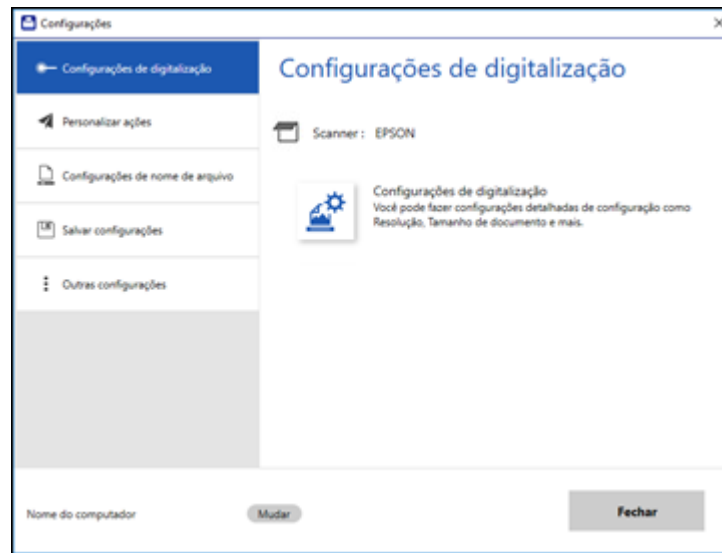 Configurações
Configurações de digitalização
Personalizar ações
Configurações de nome de arquivo
Salvar configurações
Outras configurações
Configurações de digitalização
Scanner : EPSON
Configurações de digitalização
Você pode fazer configurações detalhadas de configuração como
Resolução, Tamanho de documento e mais.
Nome do computador
Mudar
Fechar